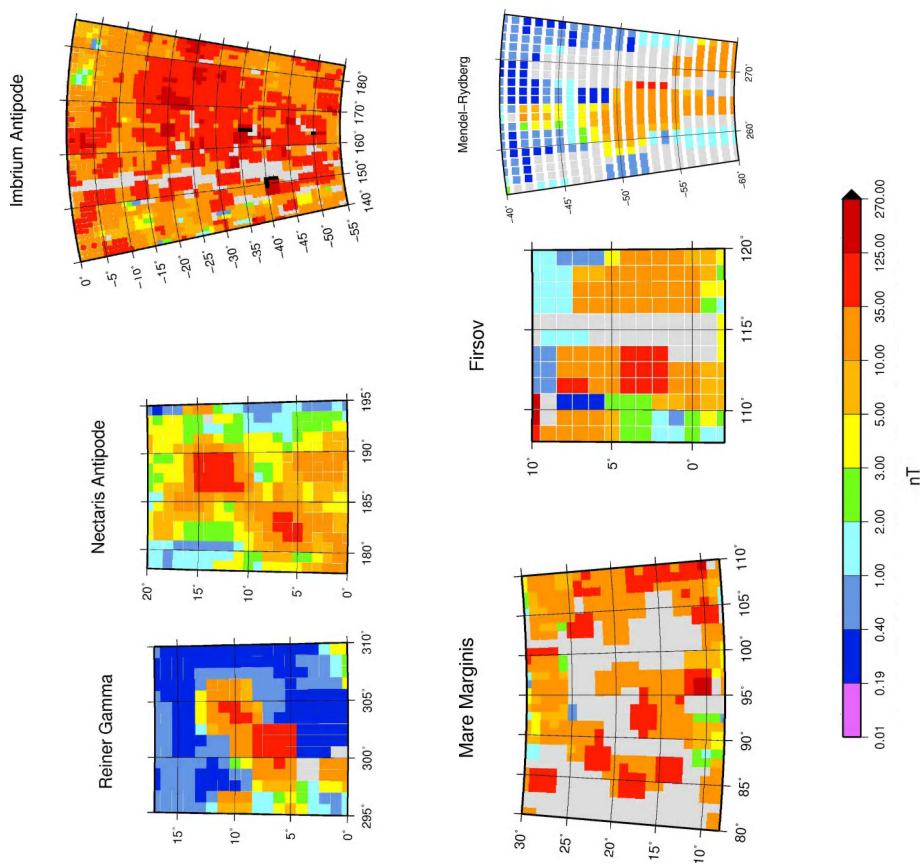 Reiner Gamma
15˚
10˚
5˚
0˚
295˚ 300˚ 305˚ 310˚
Nectaris Antipode
20˚
15˚
10˚
5˚
0˚
180˚ 185˚ 190˚ 195˚
Imbrium Antipode
0˚
−5˚
−10˚
−15˚
−20˚
−25˚
−30˚
−35˚
−40˚
−45˚
−50˚
−55˚
140˚ 150˚ 160˚ 170˚ 180˚
Mare Marginis
30˚
25˚
20˚
15˚
10˚
80˚ 85˚ 90˚ 95˚ 100˚ 105˚ 110˚
Firsov
10˚
5˚
0˚
110˚ 115˚ 120˚
Mendel−Rydberg
−40˚
−45˚
−50˚
−55˚
−60˚
260˚ 270˚
0.01 0.19 0.40 1.00 2.00 3.00 5.00 10.00 35.00 125.00 270.00
nT